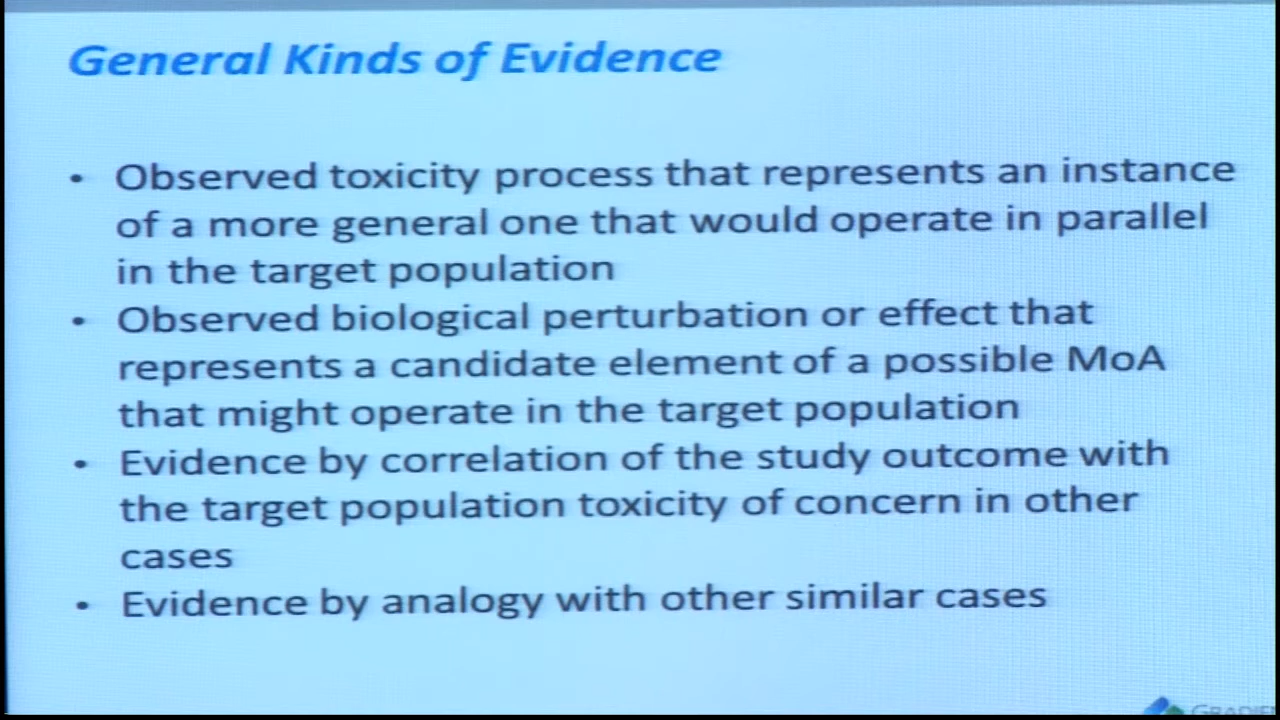 General Kinds of Evidence
• Observed toxicity process that represents an instance
of a more general one that would operate in parallel
in the target population
• Observed biological perturbation or effect that
represents a candidate element of a possible MoA
that might operate in the target population
• Evidence by correlation of the study outcome with
the target population toxicity of concern in other
cases
• Evidence by analogy with other similar cases